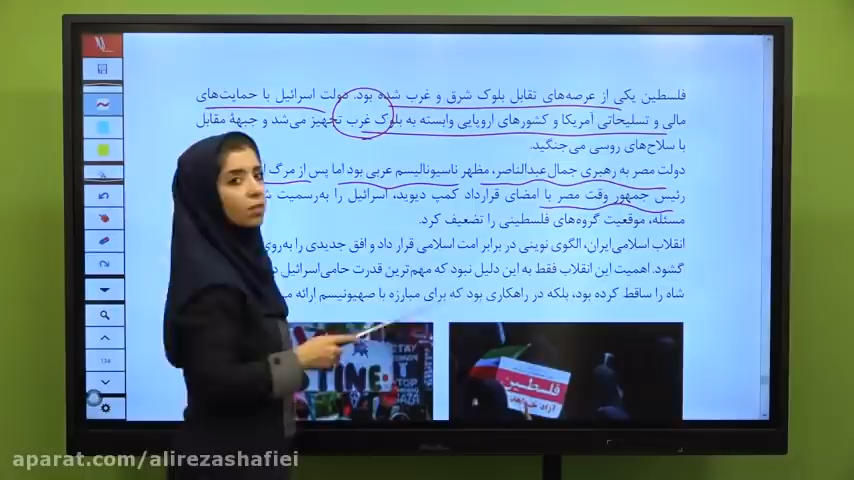 فلسطین یکی از عرصه‌های تقابل بلوک شرق و غرب شده بود. دولت اسرائیل با حمایت‌های
مالی و تسلیحاتی آمریکا و کشورهای اروپایی وابسته به بلوک غرب تجهیز می‌شد و جبههٔ مقابل
با سلاح‌های روسی می‌جنگید.
دولت مصر به رهبری جمال عبدالناصر، مظهر ناسیونالیسم عربی بود اما پس از مرگ
رئیس جمهور وقت مصر با امضای قرارداد کمپ دیوید، اسرائیل را به‌رسمیت
مسئله، موقعیت گروه‌های فلسطینی را تضعیف کرد.
انقلاب اسلامی ایران، الگوی نوینی در برابر امت اسلامی قرار داد و افق جدیدی را به‌روی
گشود. اهمیت این انقلاب فقط به این دلیل نبود که مهم‌ترین قدرت حامی اسرائیل
شاه را ساقط کرده بود، بلکه در راهکاری بود که برای مبارزه با صهیونیسم ارائه
STAY
STOP
GAZA
فلسطین
آزاد
134
aparat.com/alirezashafiei